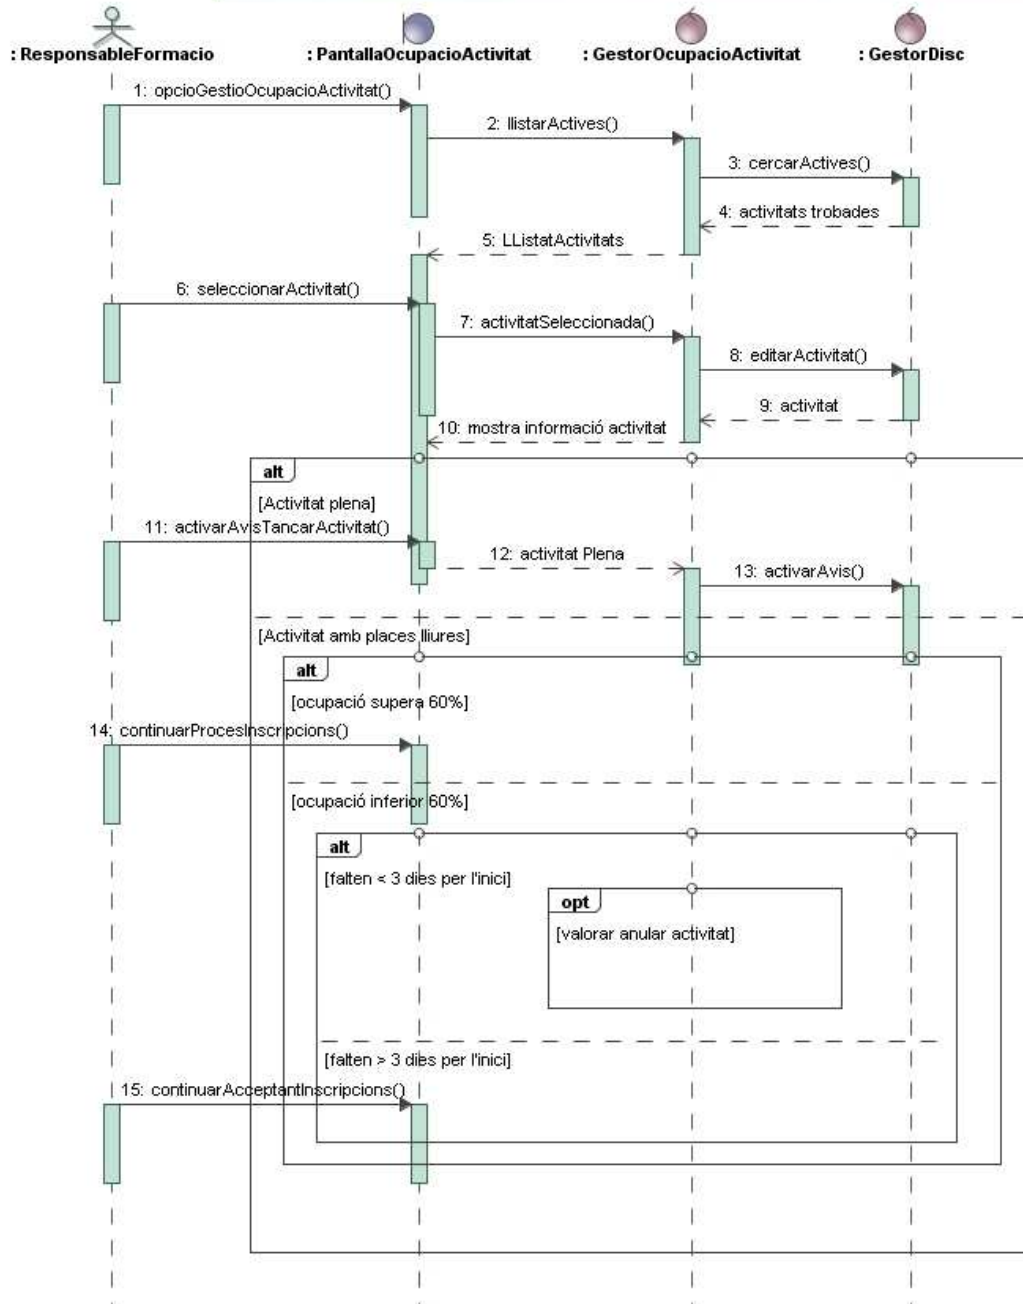 : ResponsableFormacio
: PantallaOcupacioActivitat
: GestorOcupacioActivitat
: GestorDisc
1: opcioGestioOcupacioActivitat()
2: llistarActives()
3: cercarActives()
4: activitats trobades
5: LListatActivitats
6: seleccionarActivitat()
7: activitatSeleccionada()
8: editarActivitat()
9: activitat
10: mostra informació activitat
alt
[Activitat plena]
11: activarAvisTancarActivitat()
12: activitat Plena
13: activarAvis()
[Activitat amb places lliures]
alt
[ocupació supera 60%]
14: continuarProcesInscripcions()
[ocupació inferior 60%]
alt
[falten < 3 dies per l'inici]
opt
[valorar anular activitat]
[falten > 3 dies per l'inici]
15: continuarAcceptantInscripcions()